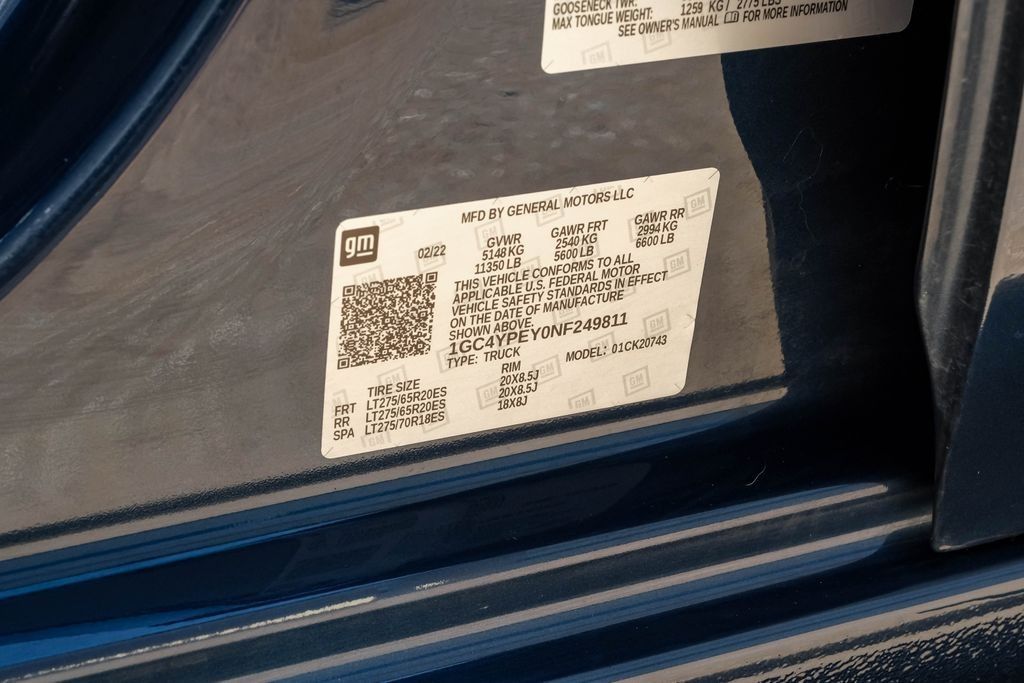 GOOSENECK TWR: 1259 KG / 2775 LBS
MAX TONGUE WEIGHT:
SEE OWNER'S MANUAL FOR MORE INFORMATION
gm
MFD BY GENERAL MOTORS LLC
02/22
GVWR GAWR FRT GAWR RR
5148 KG 2540 KG 2994 KG
11350 LB 5600 LB 6600 LB
THIS VEHICLE CONFORMS TO ALL
APPLICABLE U.S. FEDERAL MOTOR
VEHICLE SAFETY STANDARDS IN EFFECT
ON THE DATE OF MANUFACTURE
SHOWN ABOVE.
1GC4YPEY0NF249811
TYPE: TRUCK MODEL: 01CK20743
TIRE SIZE RIM
FRT LT275/65R20ES 20X8.5J
RR LT275/65R20ES 20X8.5J
SPA LT275/70R18ES 18X8J